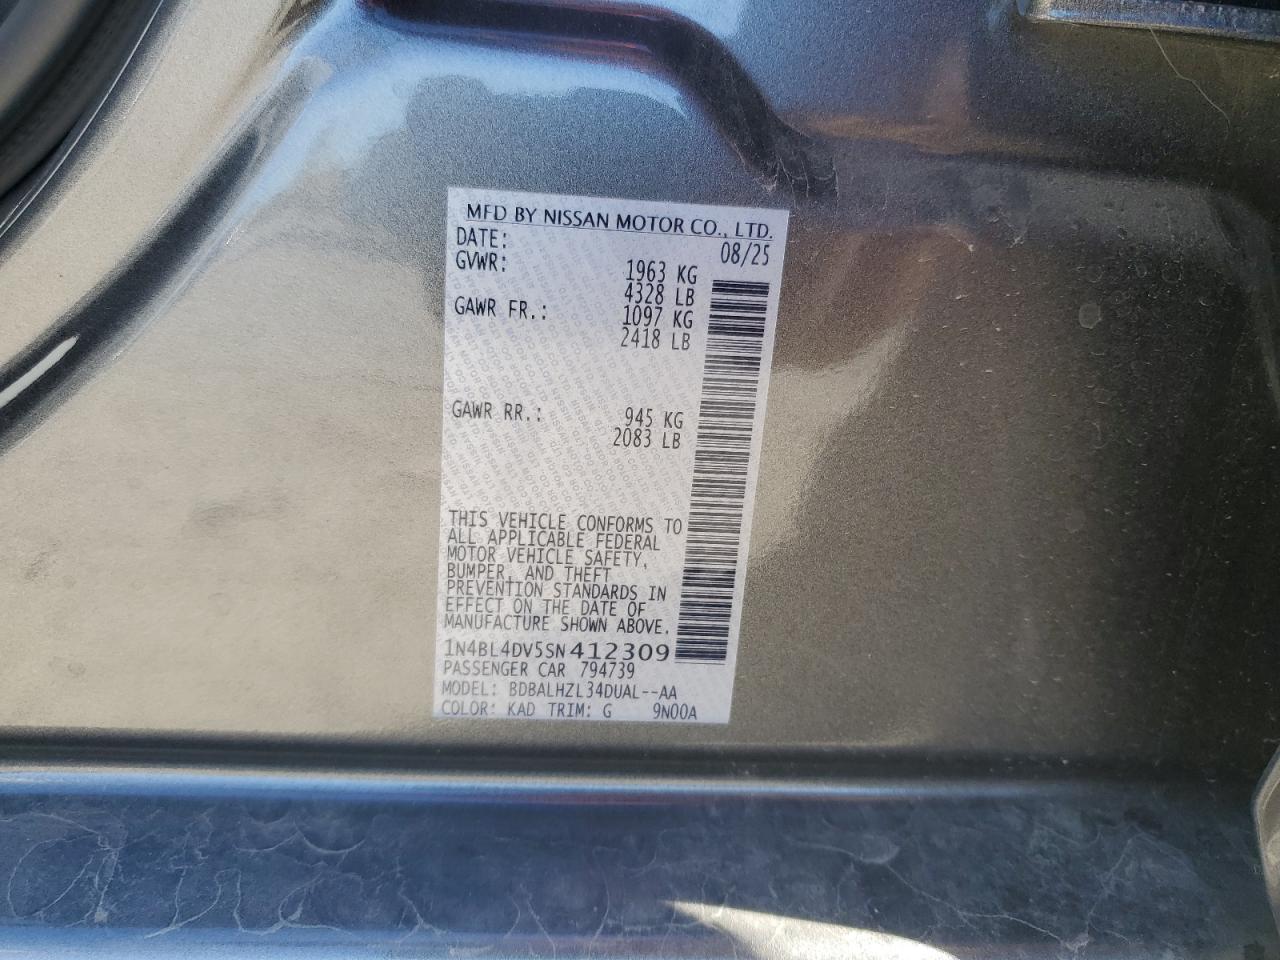 MFD BY NISSAN MOTOR CO., LTD.
DATE: 08/25
GVWR: 1963 KG
4328 LB
GAWR FR.: 1097 KG
2418 LB
GAWR RR.: 945 KG
2083 LB
THIS VEHICLE CONFORMS TO
ALL APPLICABLE FEDERAL
MOTOR VEHICLE SAFETY,
BUMPER, AND THEFT
PREVENTION STANDARDS IN
EFFECT ON THE DATE OF
MANUFACTURE SHOWN ABOVE.
1N4BL4DV5SN412309
PASSENGER CAR 794739
MODEL: BDBALHZL34DUAL--AA
COLOR: KAD TRIM: G 9N00A